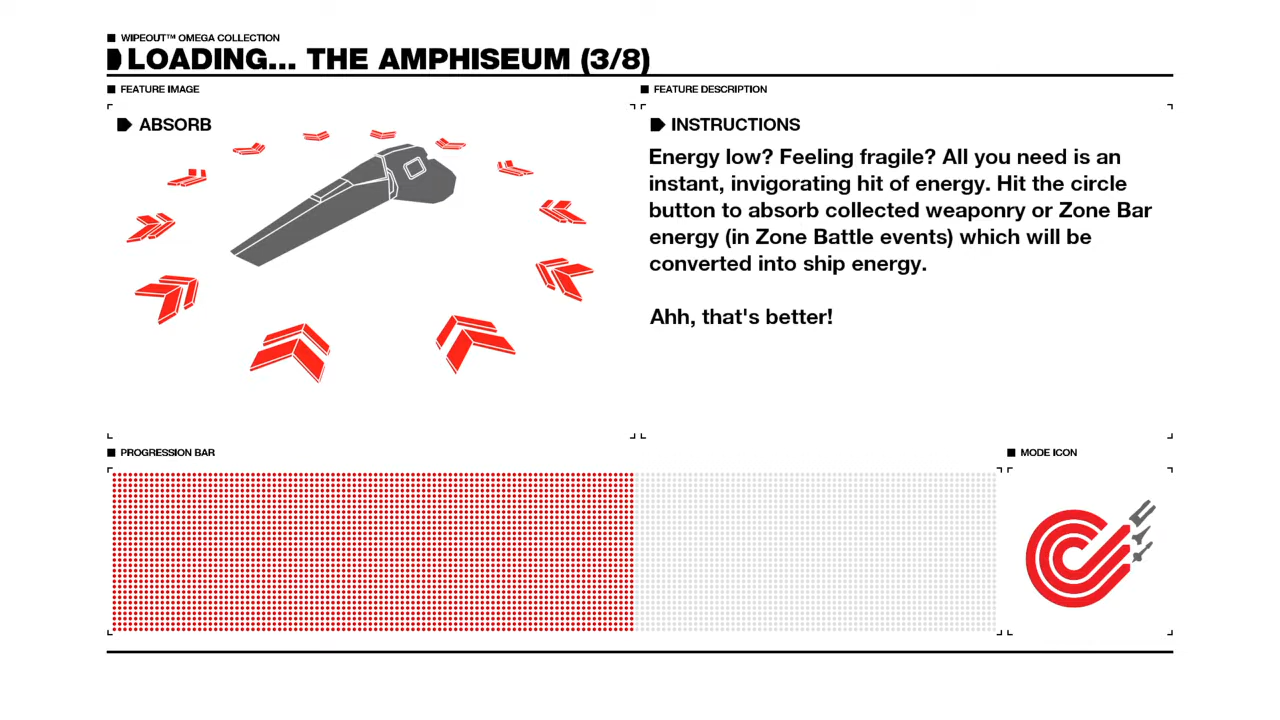 WIPEOUT™ OMEGA COLLECTION
LOADING... THE AMPHISEUM (3/8)
FEATURE IMAGE
ABSORB
FEATURE DESCRIPTION
INSTRUCTIONS
Energy low? Feeling fragile? All you need is an
instant, invigorating hit of energy. Hit the circle
button to absorb collected weaponry or Zone Bar
energy (in Zone Battle events) which will be
converted into ship energy.
Ahh, that's better!
PROGRESSION BAR
MODE ICON